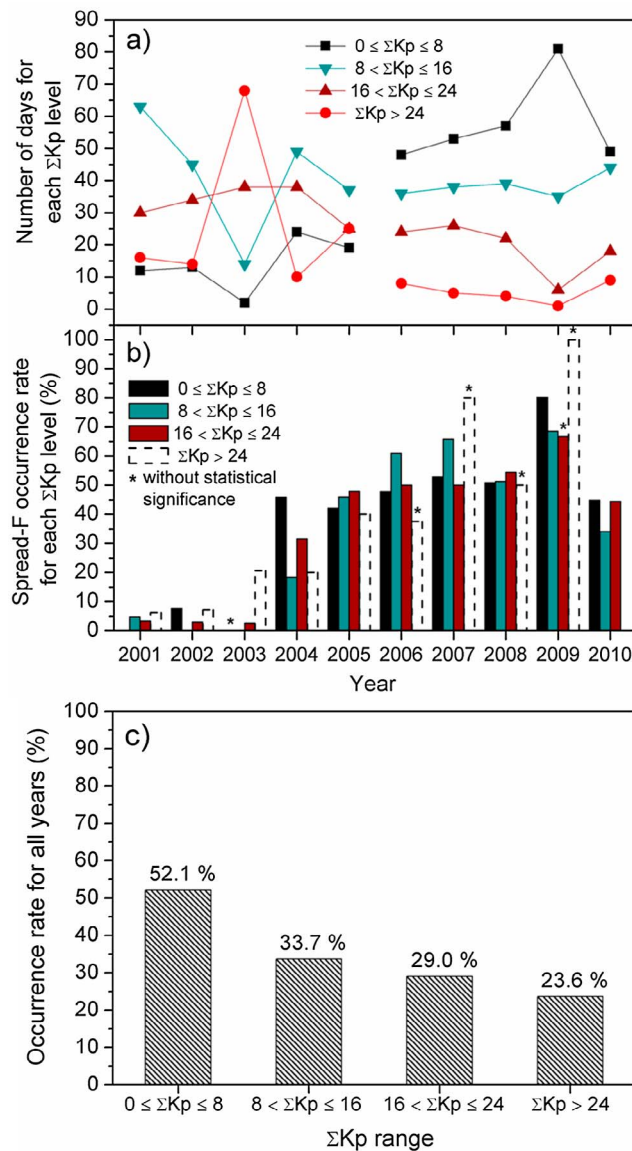 a)
Number of days for
each ΣKp level
90
80
70
60
50
40
30
20
10
0
0 ≤ ΣKp ≤ 8
8 < ΣKp ≤ 16
16 < ΣKp ≤ 24
ΣKp > 24
b)
Spread-F occurrence rate
for each ΣKp level (%)
100
90
80
70
60
50
40
30
20
10
0
0 ≤ ΣKp ≤ 8
8 < ΣKp ≤ 16
16 < ΣKp ≤ 24
ΣKp > 24
* without statistical
significance
*
*
*
*
*
*
2001 2002 2003 2004 2005 2006 2007 2008 2009 2010
Year
c)
Occurrence rate for all years (%)
100
90
80
70
60
50
40
30
20
10
0
52.1 %
33.7 %
29.0 %
23.6 %
0 ≤ ΣKp ≤ 8 8 < ΣKp ≤ 16 16 < ΣKp ≤ 24 ΣKp > 24
ΣKp range